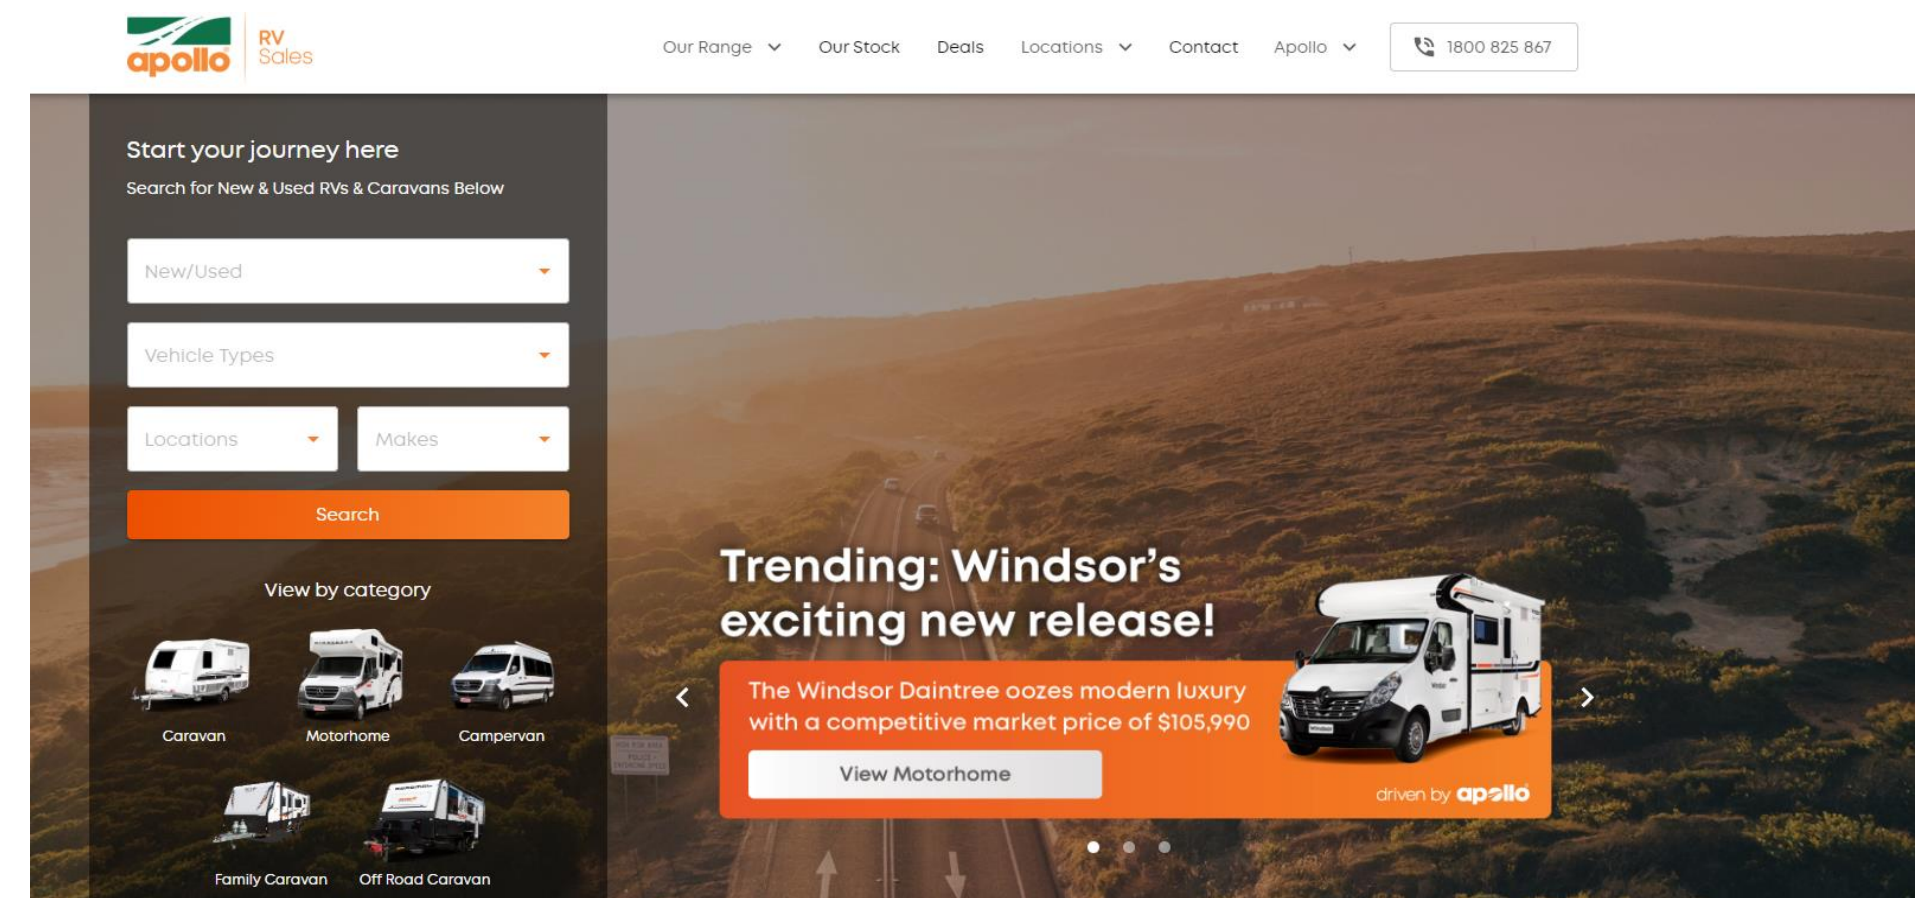 apollo
RV
Sales
Our Range
Our Stock
Deals
Locations
Contact
Apollo
1800 825 867
Start your journey here
Search for New & Used RVs & Caravans Below
New/Used
Vehicle Types
Locations
Makes
Search
View by category
Caravan
Motorhome
Campervan
Family Caravan
Off Road Caravan
Trending: Windsor's
exciting new release!
The Windsor Daintree oozes modern luxury
with a competitive market price of $105,990
View Motorhome
driven by apollo